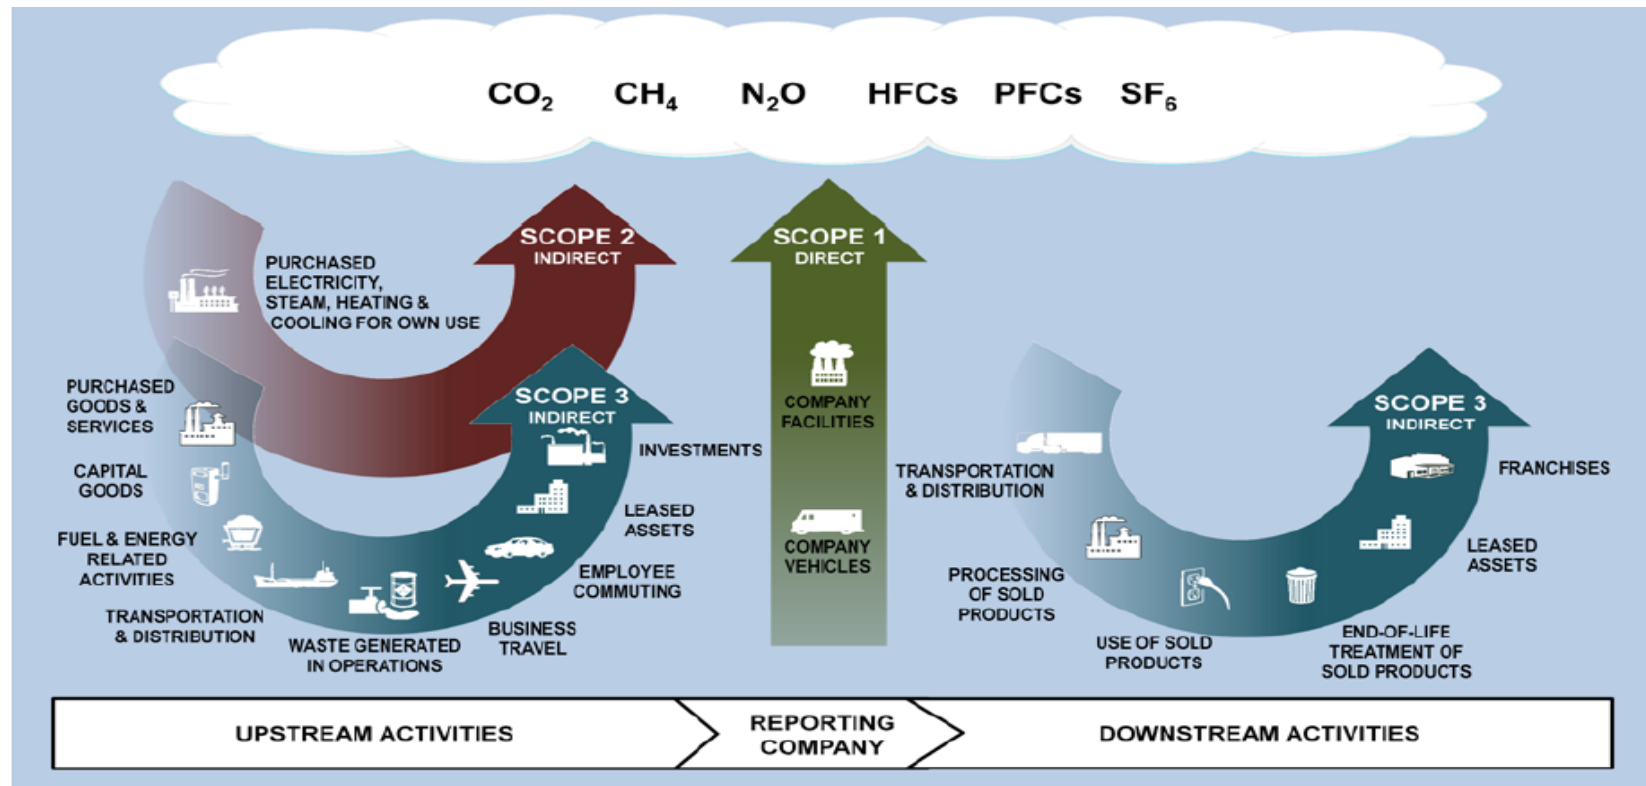 CO₂ CH₄ N₂O HFCs PFCs SF₆
SCOPE 2
INDIRECT
PURCHASED
ELECTRICITY,
STEAM, HEATING &
COOLING FOR OWN USE
SCOPE 1
DIRECT
COMPANY
FACILITIES
COMPANY
VEHICLES
SCOPE 3
INDIRECT
PURCHASED
GOODS &
SERVICES
CAPITAL
GOODS
FUEL & ENERGY
RELATED
ACTIVITIES
TRANSPORTATION
& DISTRIBUTION
WASTE GENERATED
IN OPERATIONS
BUSINESS
TRAVEL
EMPLOYEE
COMMUTING
LEASED
ASSETS
INVESTMENTS
SCOPE 3
INDIRECT
TRANSPORTATION
& DISTRIBUTION
PROCESSING
OF SOLD
PRODUCTS
USE OF SOLD
PRODUCTS
END-OF-LIFE
TREATMENT OF
SOLD PRODUCTS
LEASED
ASSETS
FRANCHISES
UPSTREAM ACTIVITIES
REPORTING
COMPANY
DOWNSTREAM ACTIVITIES